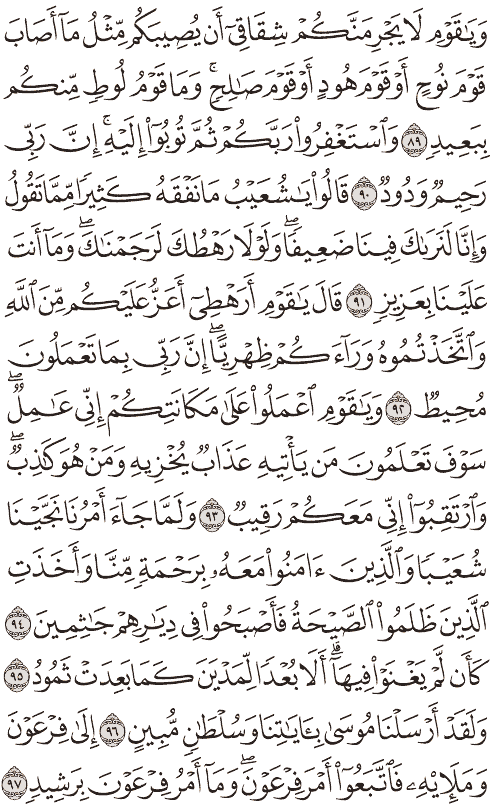 وَيَٰقَوۡمِ لَا يَجۡرِمَنَّكُمۡ شِقَاقِيٓ أَن يُصِيبَكُم مِّثۡلُ مَآ أَصَابَ
قَوۡمَ نُوحٍ أَوۡ قَوۡمَ هُودٍ أَوۡ قَوۡمَ صَٰلِحٖۚ وَمَا قَوۡمُ لُوطٖ مِّنكُم
بِبَعِيدٖ ٨٩ وَٱسۡتَغۡفِرُواْ رَبَّكُمۡ ثُمَّ تُوبُوٓاْ إِلَيۡهِۚ إِنَّ رَبِّي
رَحِيمٞ وَدُودٞ ٩٠ قَالُواْ يَٰشُعَيۡبُ مَا نَفۡقَهُ كَثِيرٗا مِّمَّا تَقُولُ
وَإِنَّا لَنَرَىٰكَ فِينَا ضَعِيفٗاۖ وَلَوۡلَا رَهۡطُكَ لَرَجَمۡنَٰكَۖ وَمَآ أَنتَ
عَلَيۡنَا بِعَزِيزٖ ٩١ قَالَ يَٰقَوۡمِ أَرَهۡطِيٓ أَعَزُّ عَلَيۡكُم مِّنَ ٱللَّهِ
وَٱتَّخَذۡتُمُوهُ وَرَآءَكُمۡ ظِهۡرِيًّاۖ إِنَّ رَبِّي بِمَا تَعۡمَلُونَ
مُحِيطٞ ٩٢ وَيَٰقَوۡمِ ٱعۡمَلُواْ عَلَىٰ مَكَانَتِكُمۡ إِنِّي عَٰمِلٞۖ
سَوۡفَ تَعۡلَمُونَ مَن يَأۡتِيهِ عَذَابٞ يُخۡزِيهِ وَمَنۡ هُوَ كَٰذِبٞۖ
وَٱرۡتَقِبُوٓاْ إِنِّي مَعَكُمۡ رَقِيبٞ ٩٣ وَلَمَّا جَآءَ أَمۡرُنَا نَجَّيۡنَا
شُعَيۡبٗا وَٱلَّذِينَ ءَامَنُواْ مَعَهُۥ بِرَحۡمَةٖ مِّنَّا وَأَخَذَتِ
ٱلَّذِينَ ظَلَمُواْ ٱلصَّيۡحَةُ فَأَصۡبَحُواْ فِي دِيَٰرِهِمۡ جَٰثِمِينَ ٩٤
كَأَن لَّمۡ يَغۡنَوۡاْ فِيهَآۗ أَلَا بُعۡدٗا لِّمَدۡيَنَ كَمَا بَعِدَتۡ ثَمُودُ ٩٥
وَلَقَدۡ أَرۡسَلۡنَا مُوسَىٰ بِـَٔايَٰتِنَا وَسُلۡطَٰنٖ مُّبِينٍ ٩٦ إِلَىٰ فِرۡعَوۡنَ
وَمَلَإِيْهِۦ فَٱتَّبَعُوٓاْ أَمۡرَ فِرۡعَوۡنَۖ وَمَآ أَمۡرُ فِرۡعَوۡنَ بِرَشِيدٖ ٩٧